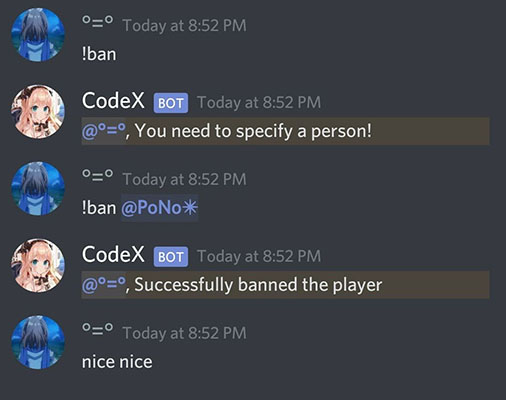 °=° Today at 8:52 PM
!ban
CodeX BOT Today at 8:52 PM
@°=°, You need to specify a person!
°=° Today at 8:52 PM
!ban @PoNo✳
CodeX BOT Today at 8:52 PM
@°=°, Successfully banned the player
°=° Today at 8:52 PM
nice nice